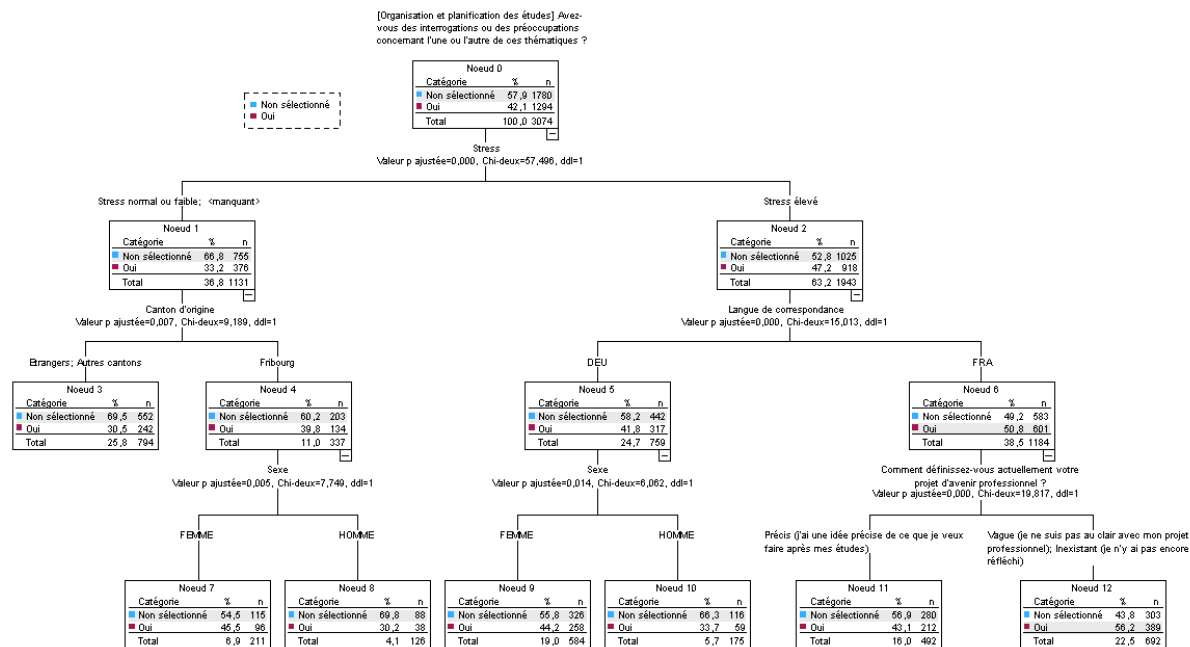 [Organisation et planification des études] Avez-
vous des interrogations ou des préoccupations
concernant l'une ou l'autre de ces thématiques ?
Noeud 0
Catégorie % n
Non sélectionné 57,9 1780
Oui 42,1 1294
Total 100,0 3074
Non sélectionné
Oui
Stress
Valeur p ajustée=0,000, Chi-deux=57,496, ddl=1
Stress normal ou faible; <manquant>
Stress élevé
Noeud 1
Catégorie % n
Non sélectionné 66,8 755
Oui 33,2 376
Total 36,8 1131
Noeud 2
Catégorie % n
Non sélectionné 52,8 1025
Oui 47,2 918
Total 63,2 1943
Canton d'origine
Valeur p ajustée=0,007, Chi-deux=9,189, ddl=1
Langue de correspondance
Valeur p ajustée=0,000, Chi-deux=15,013, ddl=1
Etrangers; Autres cantons
Fribourg
DEU
FRA
Noeud 3
Catégorie % n
Non sélectionné 69,5 552
Oui 30,5 242
Total 25,8 794
Noeud 4
Catégorie % n
Non sélectionné 60,2 203
Oui 39,8 134
Total 11,0 337
Noeud 5
Catégorie % n
Non sélectionné 58,2 442
Oui 41,8 317
Total 24,7 759
Noeud 6
Catégorie % n
Non sélectionné 49,2 583
Oui 50,8 601
Total 38,5 1184
Sexe
Valeur p ajustée=0,005, Chi-deux=7,749, ddl=1
Sexe
Valeur p ajustée=0,014, Chi-deux=6,062, ddl=1
Comment définissez-vous actuellement votre
projet d'avenir professionnel ?
Valeur p ajustée=0,000, Chi-deux=19,817, ddl=1
FEMME
HOMME
FEMME
HOMME
Précis (j'ai une idée précise de ce que je veux
faire après mes études)
Vague (je ne suis pas au clair avec mon projet
professionnel); Inexistant (je n'y ai pas encore
réfléchi)
Noeud 7
Catégorie % n
Non sélectionné 54,5 115
Oui 45,5 96
Total 6,9 211
Noeud 8
Catégorie % n
Non sélectionné 69,8 88
Oui 30,2 38
Total 4,1 126
Noeud 9
Catégorie % n
Non sélectionné 55,8 326
Oui 44,2 258
Total 19,0 584
Noeud 10
Catégorie % n
Non sélectionné 66,3 116
Oui 33,7 59
Total 5,7 175
Noeud 11
Catégorie % n
Non sélectionné 56,9 280
Oui 43,1 212
Total 16,0 492
Noeud 12
Catégorie % n
Non sélectionné 43,8 303
Oui 56,2 389
Total 22,5 692